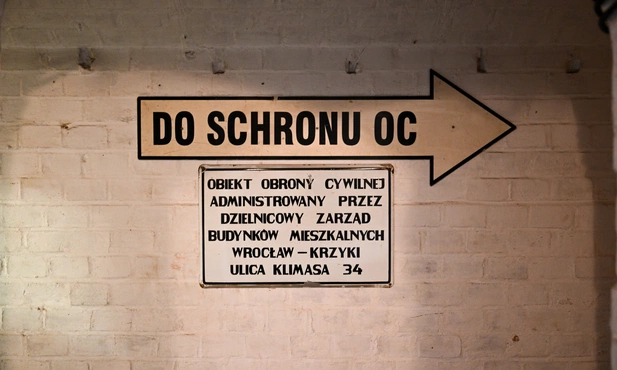 DO SCHRONU OC
OBIEKT OBRONY CYWILNEJ
ADMINISTROWANY PRZEZ
DZIELNICOWY ZARZĄD
BUDYNKÓW MIESZKALNYCH
WROCŁAW – KRZYKI
ULICA KLIMASA 34